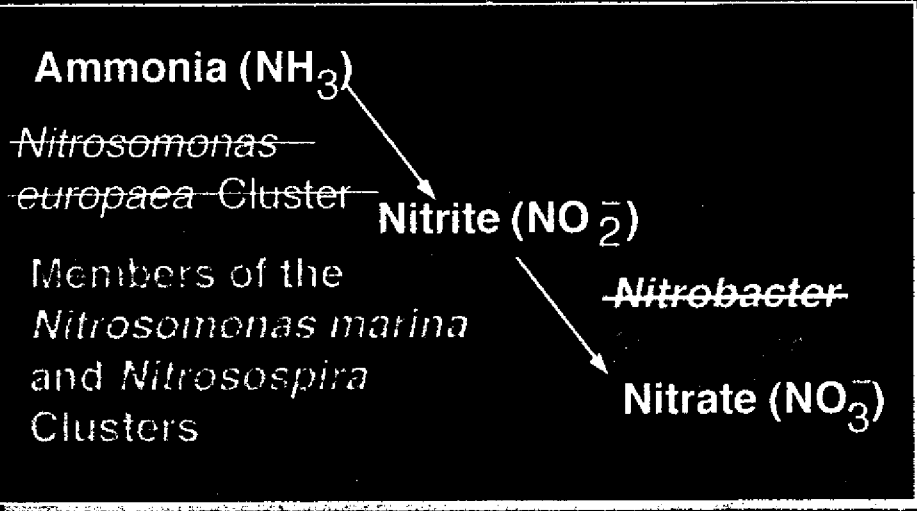 Ammonia (NH3)
Nitrosomonas
europaea Cluster
Nitrite (NO2-)
Members of the
Nitrosomonas marina
and Nitrosospira
Clusters
Nitrobacter
Nitrate (NO3-)